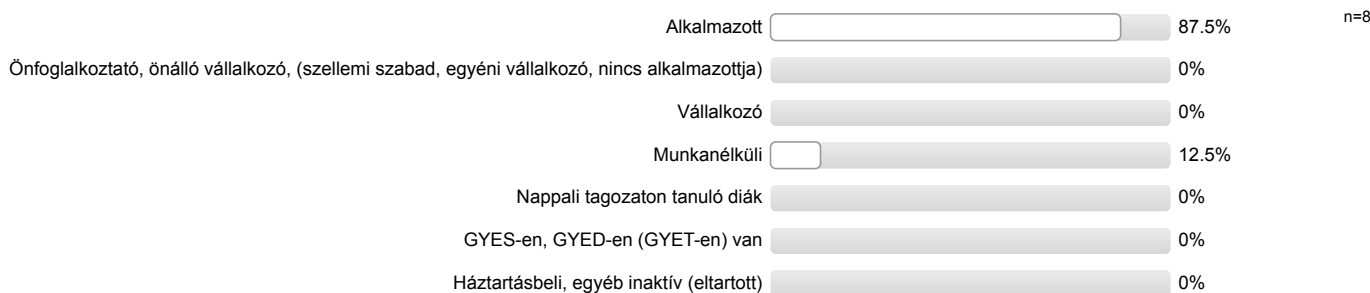 Alkalmazott 87.5% n=8
Önfoglalkoztató, önálló vállalkozó, (szellemi szabad, egyéni vállalkozó, nincs alkalmazottja) 0%
Vállalkozó 0%
Munkanélküli 12.5%
Nappali tagozaton tanuló diák 0%
GYES-en, GYED-en (GYET-en) van 0%
Háztartásbeli, egyéb inaktív (eltartott) 0%